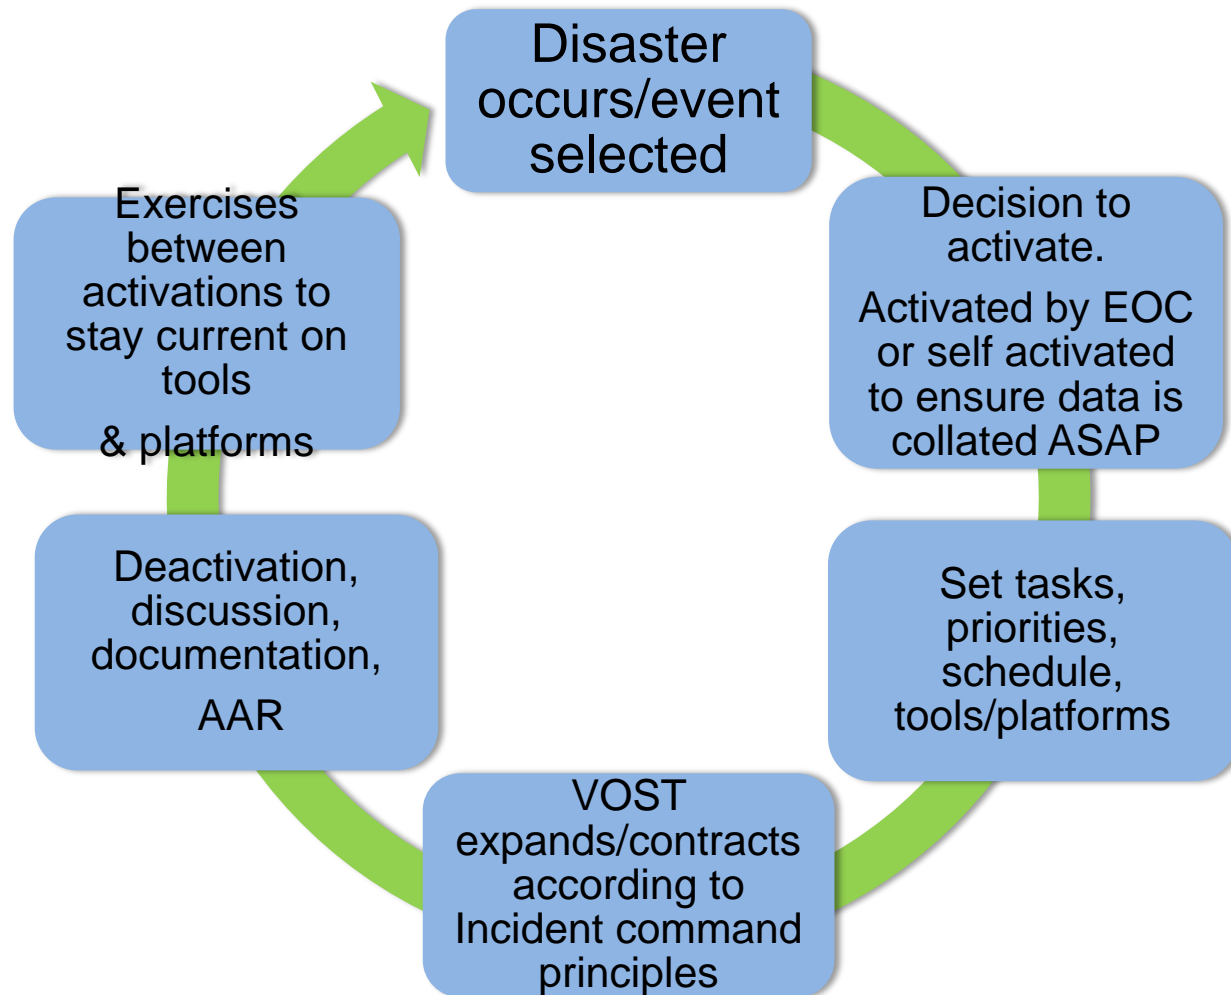 Disaster
occurs/event
selected
Decision to
activate.
Activated by EOC
or self activated
to ensure data is
collated ASAP
Set tasks,
priorities,
schedule,
tools/platforms
VOST
expands/contracts
according to
Incident command
principles
Deactivation,
discussion,
documentation,
AAR
Exercises
between
activations to
stay current on
tools
& platforms